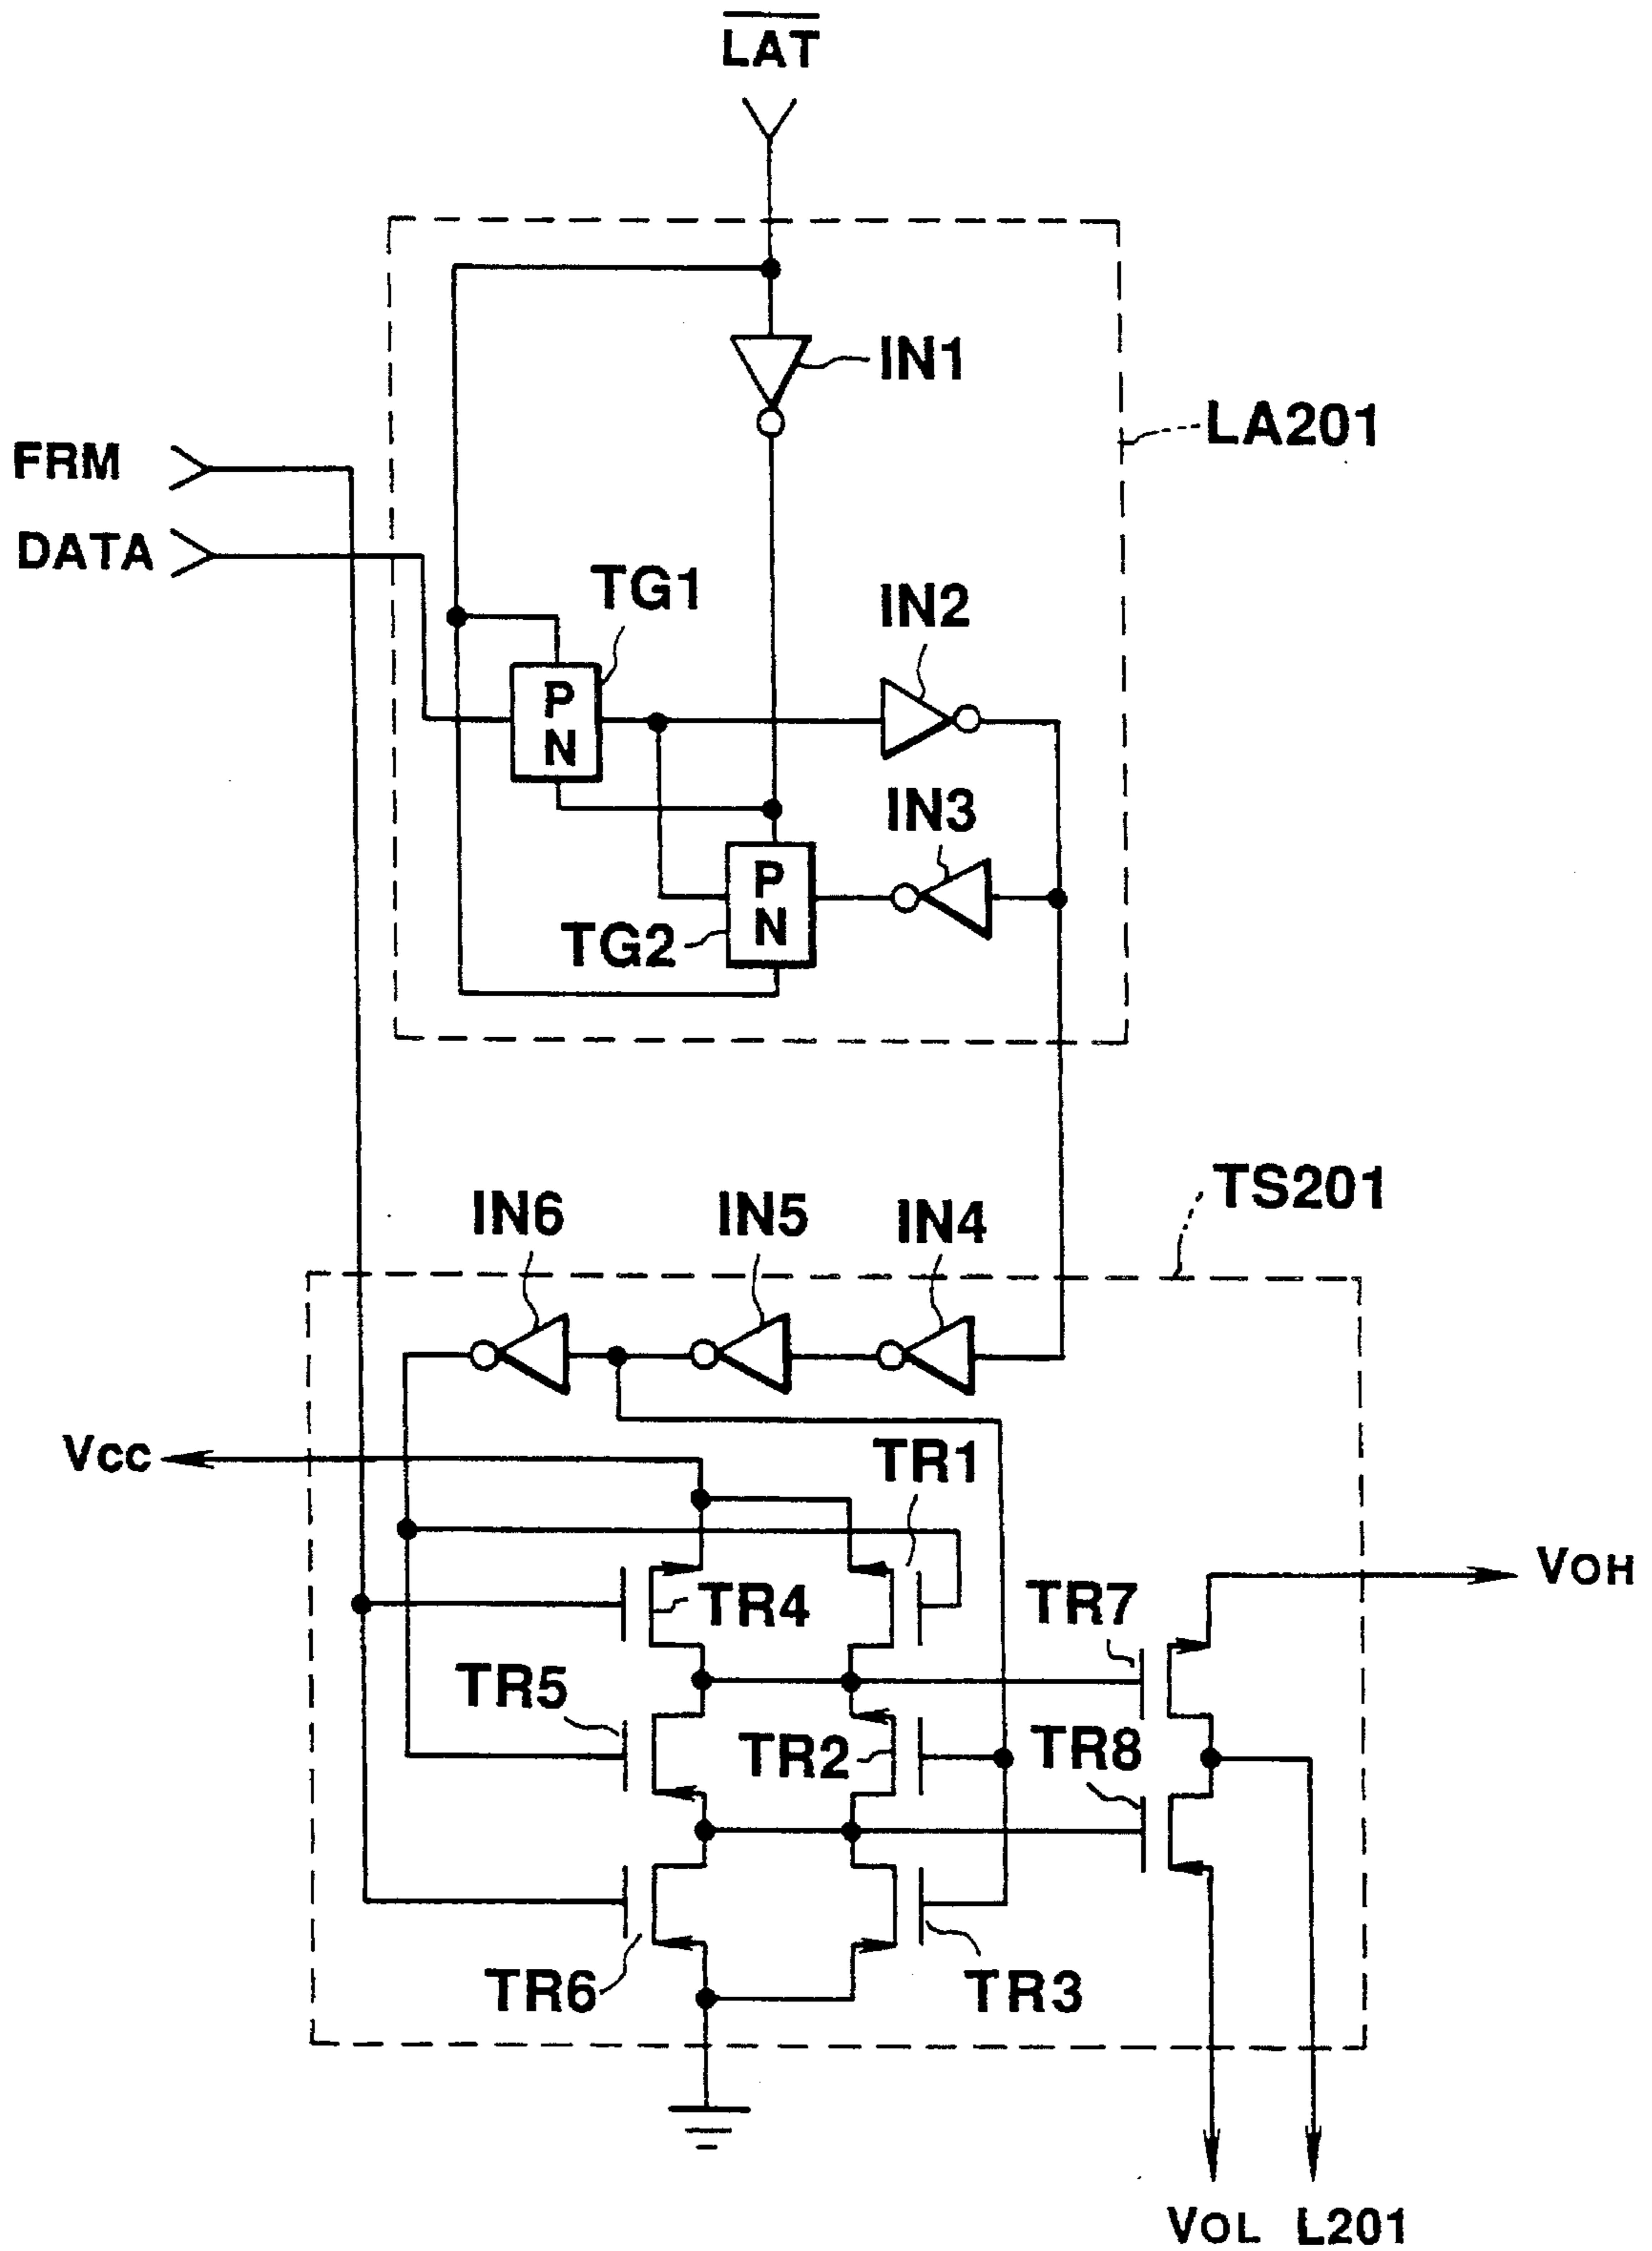 LAT
IN1
LA201
FRM
DATA
TG1
IN2
P
N
IN3
P
N
TG2
TS201
IN6
IN5
IN4
VCC
TR1
VOH
TR4
TR7
TR5
TR2
TR8
TR6
TR3
VOL
L201